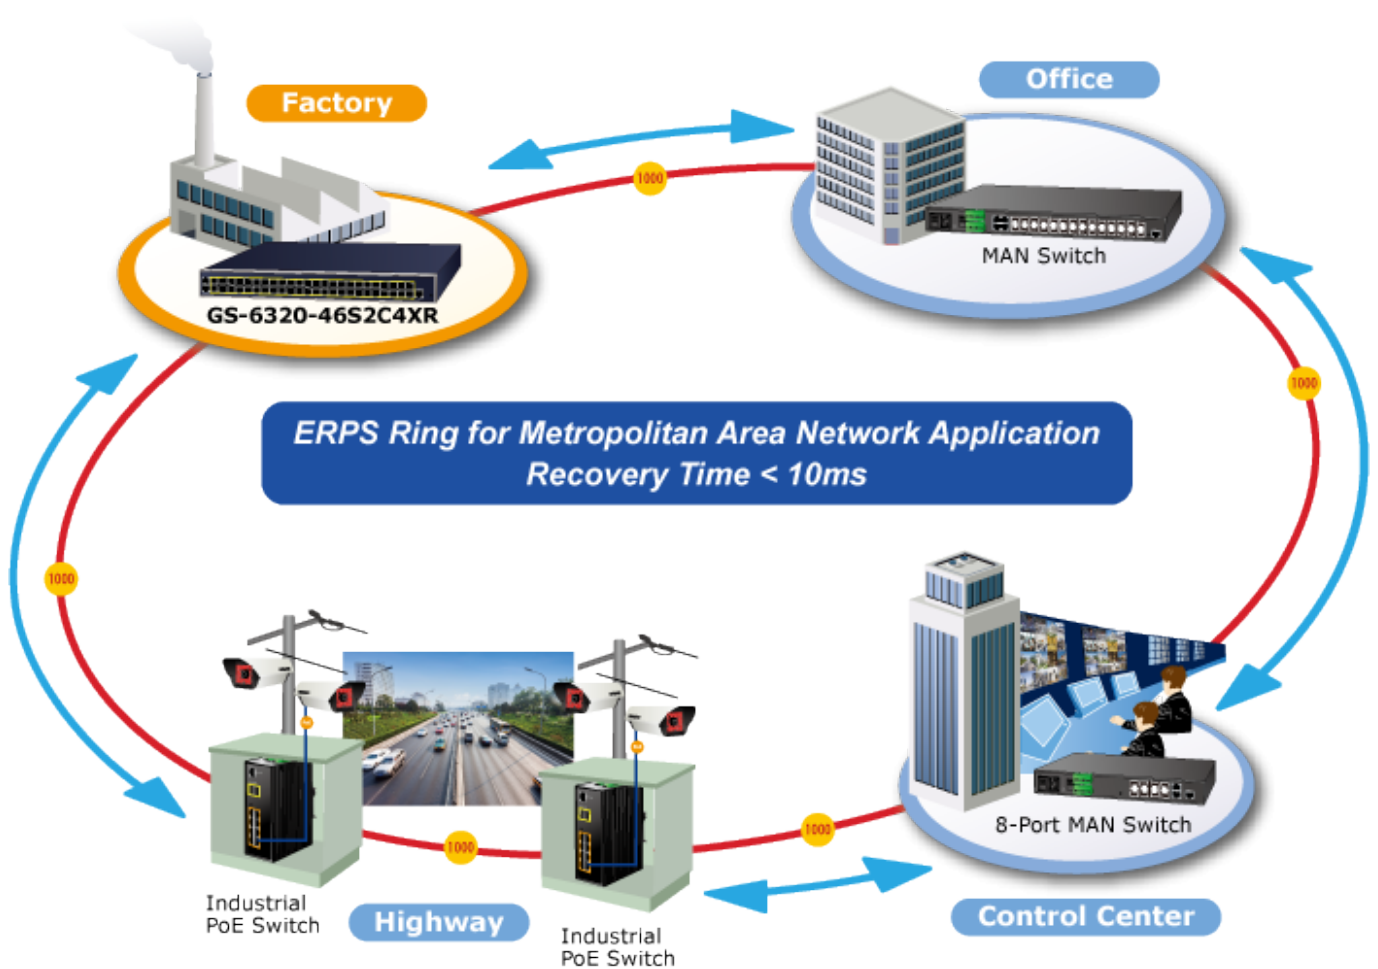 Factory
Office
1000
MAN Switch
GS-6320-46S2C4XR
1000
ERPS Ring for Metropolitan Area Network Application
Recovery Time < 10ms
1000
1000
1000
8-Port MAN Switch
Industrial
PoE Switch
Highway
Industrial
PoE Switch
Control Center